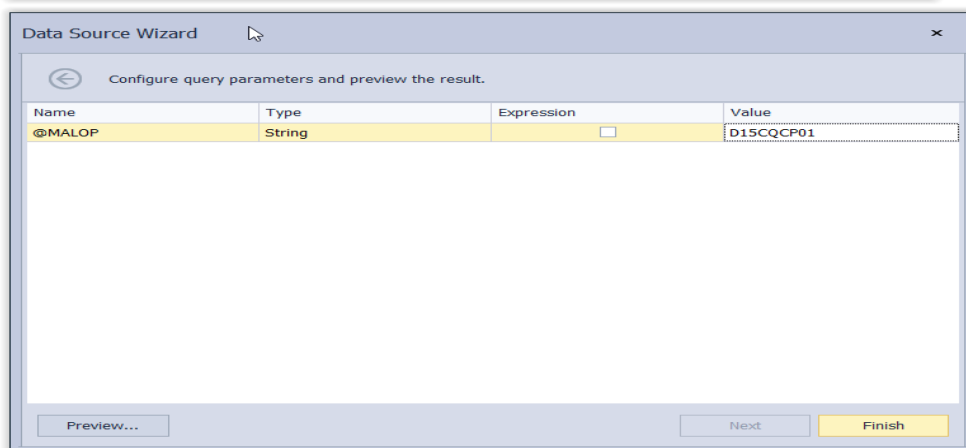 Data Source Wizard
Configure query parameters and preview the result.
Name Type Expression Value
@MALOP String D15CQCP01
Preview... Next Finish